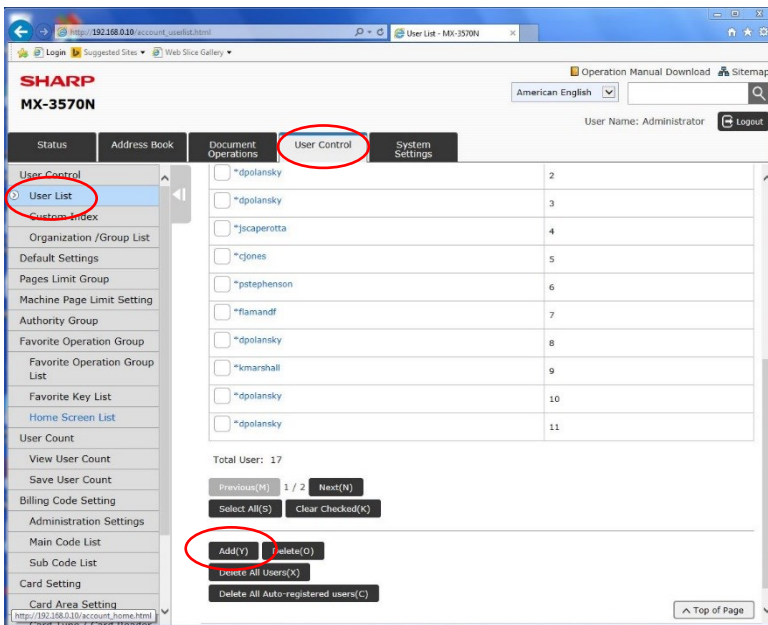 http://192.168.0.10/account_userlist.html
User List - MX-3570N
Login Suggested Sites Web Slice Gallery
Operation Manual Download Sitemap
SHARP
American English
MX-3570N
User Name: Administrator Logout
Status Address Book Document Operations User Control System Settings
User Control
User List
Custom Index
Organization /Group List
Default Settings
Pages Limit Group
Machine Page Limit Setting
Authority Group
Favorite Operation Group
Favorite Operation Group
List
Favorite Key List
Home Screen List
User Count
View User Count
Save User Count
Billing Code Setting
Administration Settings
Main Code List
Sub Code List
Card Setting
Card Area Setting
Card Type / Card Reader
http://192.168.0.10/account_home.html
*dpolansky 2
*dpolansky 3
*jscaperotta 4
*cjones 5
*pstephenson 6
*flamandf 7
*dpolansky 8
*kmarshall 9
*dpolansky 10
*dpolansky 11
Total User: 17
Previous(M) 1 / 2 Next(N)
Select All(S) Clear Checked(K)
Add(Y) Delete(O)
Delete All Users(X)
Delete All Auto-registered users(C)
Top of Page